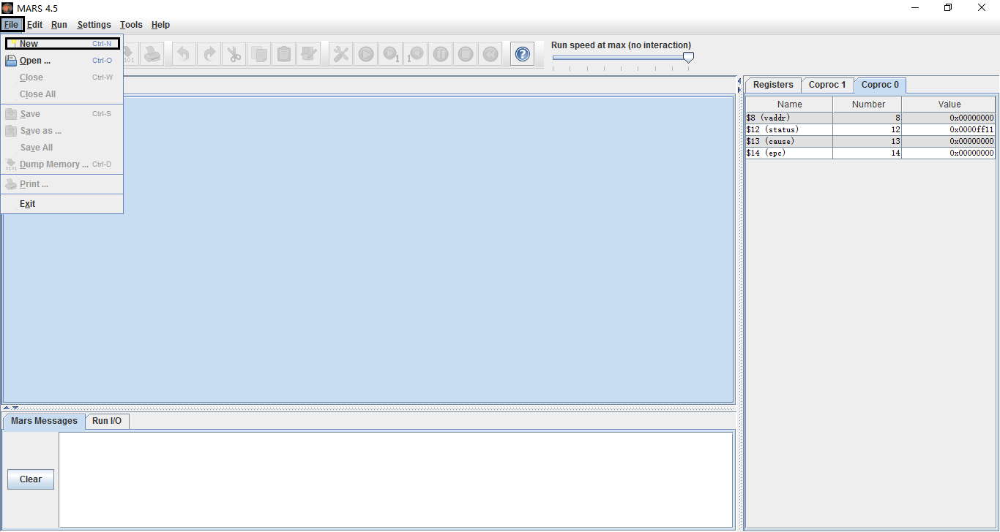 MARS 4.5
File Edit Run Settings Tools Help
New Ctrl-N
Open ... Ctrl-O
Close Ctrl-W
Close All
Save Ctrl-S
Save as ...
Save All
Dump Memory ... Ctrl-D
Print ...
Exit
Run speed at max (no interaction)
Registers Coproc 1 Coproc 0
Name Number Value
$8 (vaddr) 8 0x00000000
$12 (status) 12 0x0000ff11
$13 (cause) 13 0x00000000
$14 (epc) 14 0x00000000
Mars Messages Run I/O
Clear